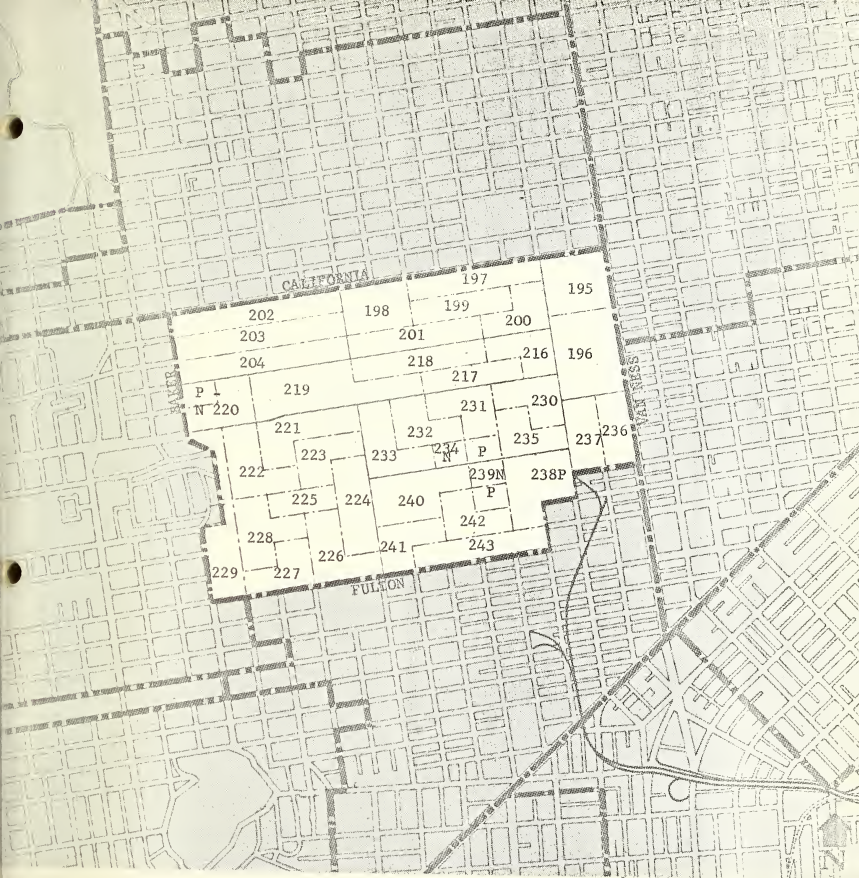 CALIFORNIA
197
195
202
198
199
203
201
200
204
218
216
196
BAKER
217
VAN NESS
P
219
N 220
231
230
221
232
236
237
235
223
233
234
N
P
222
239N
238P
P
225
224
240
242
228
241
243
226
229
227
FULTON
N